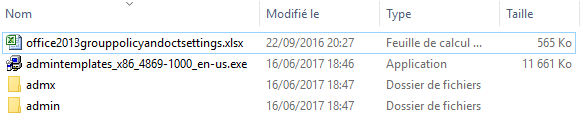 Nom Modifié le Type Taille
office2013grouppolicyandoctsettings.xlsx 22/09/2016 20:27 Feuille de calcul ... 565 Ko
admintemplates_x86_4869-1000_en-us.exe 16/06/2017 18:46 Application 11 661 Ko
admx 16/06/2017 18:47 Dossier de fichiers
admin 16/06/2017 18:47 Dossier de fichiers